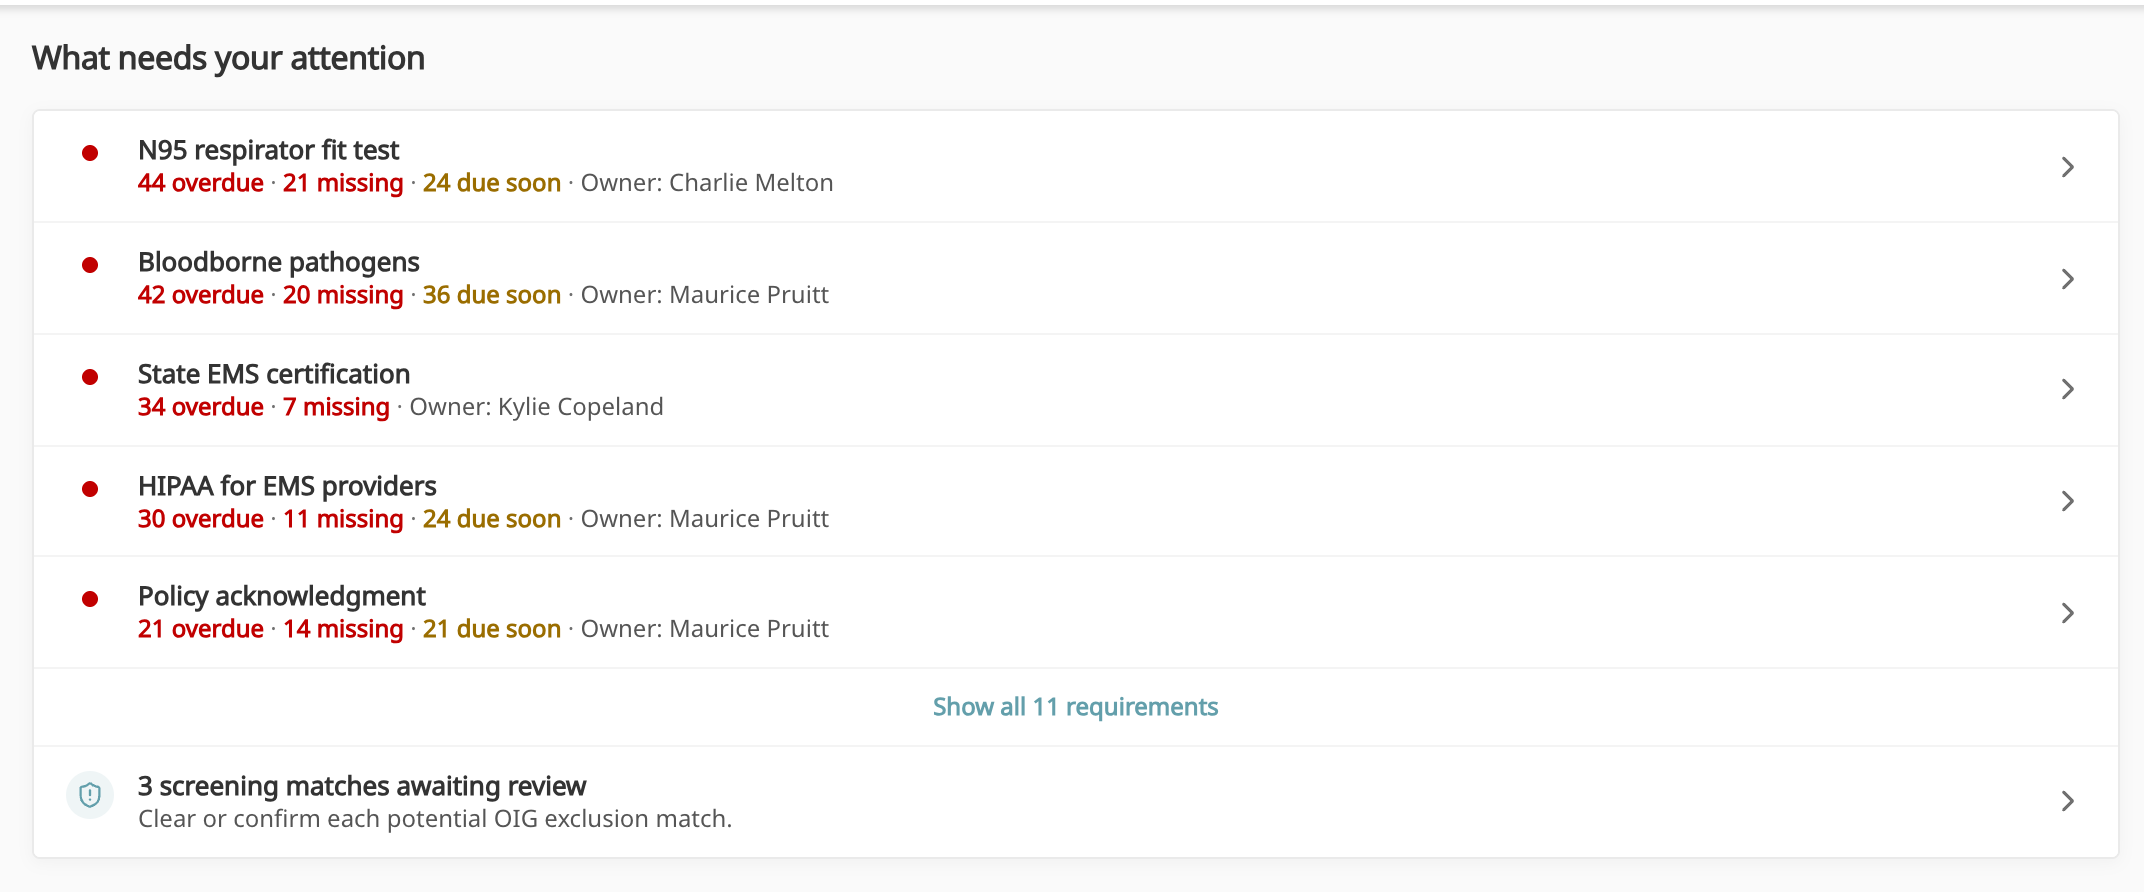 What needs your attention
N95 respirator fit test
44 overdue · 21 missing · 24 due soon · Owner: Charlie Melton
Bloodborne pathogens
42 overdue · 20 missing · 36 due soon · Owner: Maurice Pruitt
State EMS certification
34 overdue · 7 missing · Owner: Kylie Copeland
HIPAA for EMS providers
30 overdue · 11 missing · 24 due soon · Owner: Maurice Pruitt
Policy acknowledgment
21 overdue · 14 missing · 21 due soon · Owner: Maurice Pruitt
Show all 11 requirements
3 screening matches awaiting review
Clear or confirm each potential OIG exclusion match.